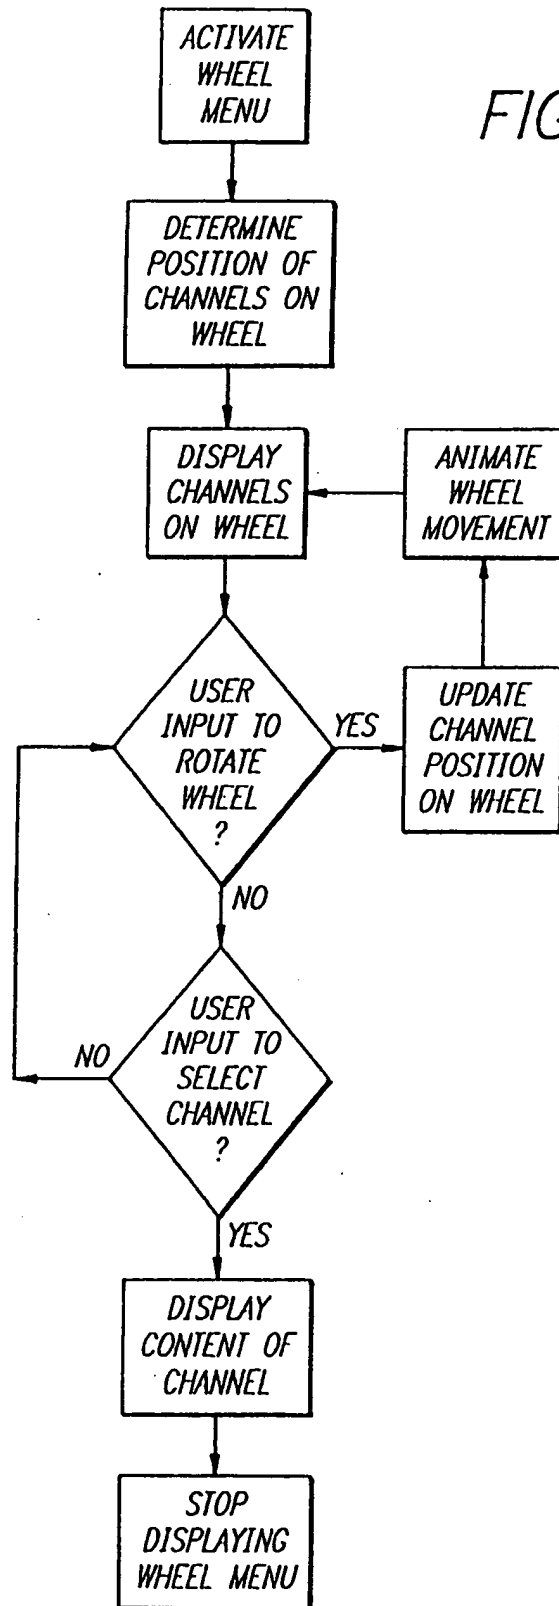 ACTIVATE
WHEEL
MENU
FIG
DETERMINE
POSITION OF
CHANNELS ON
WHEEL
DISPLAY
CHANNELS
ON WHEEL
ANIMATE
WHEEL
MOVEMENT
USER
INPUT TO
ROTATE
WHEEL
?
YES
UPDATE
CHANNEL
POSITION
ON WHEEL
NO
USER
INPUT TO
SELECT
CHANNEL
?
NO
YES
DISPLAY
CONTENT OF
CHANNEL
STOP
DISPLAYING
WHEEL MENU